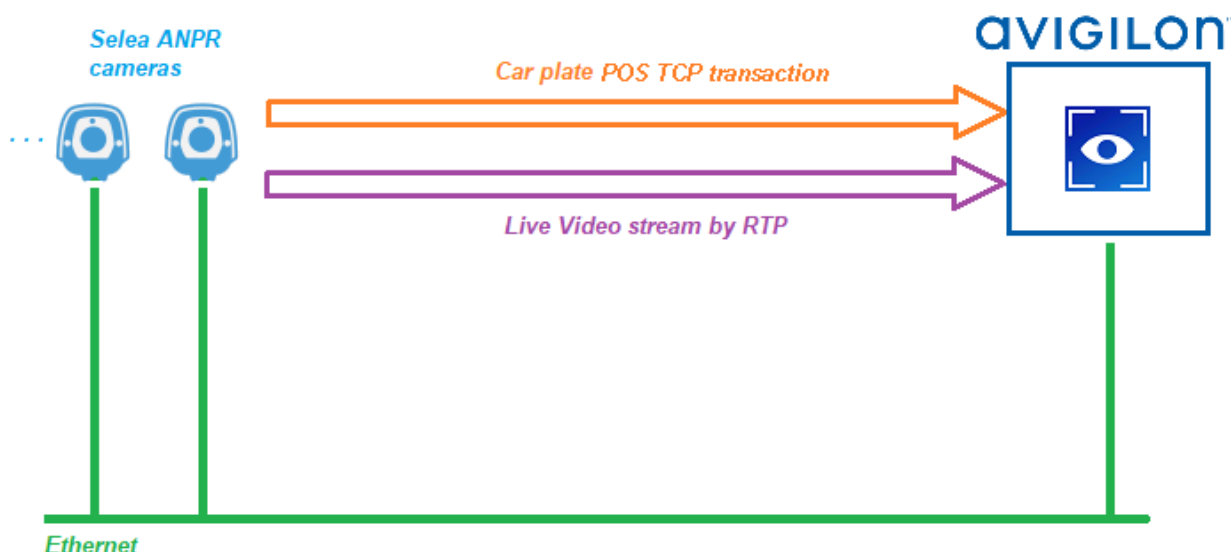 Selea ANPR
cameras
aVIGILON
Car plate POS TCP transaction
...
Live Video stream by RTP
Ethernet